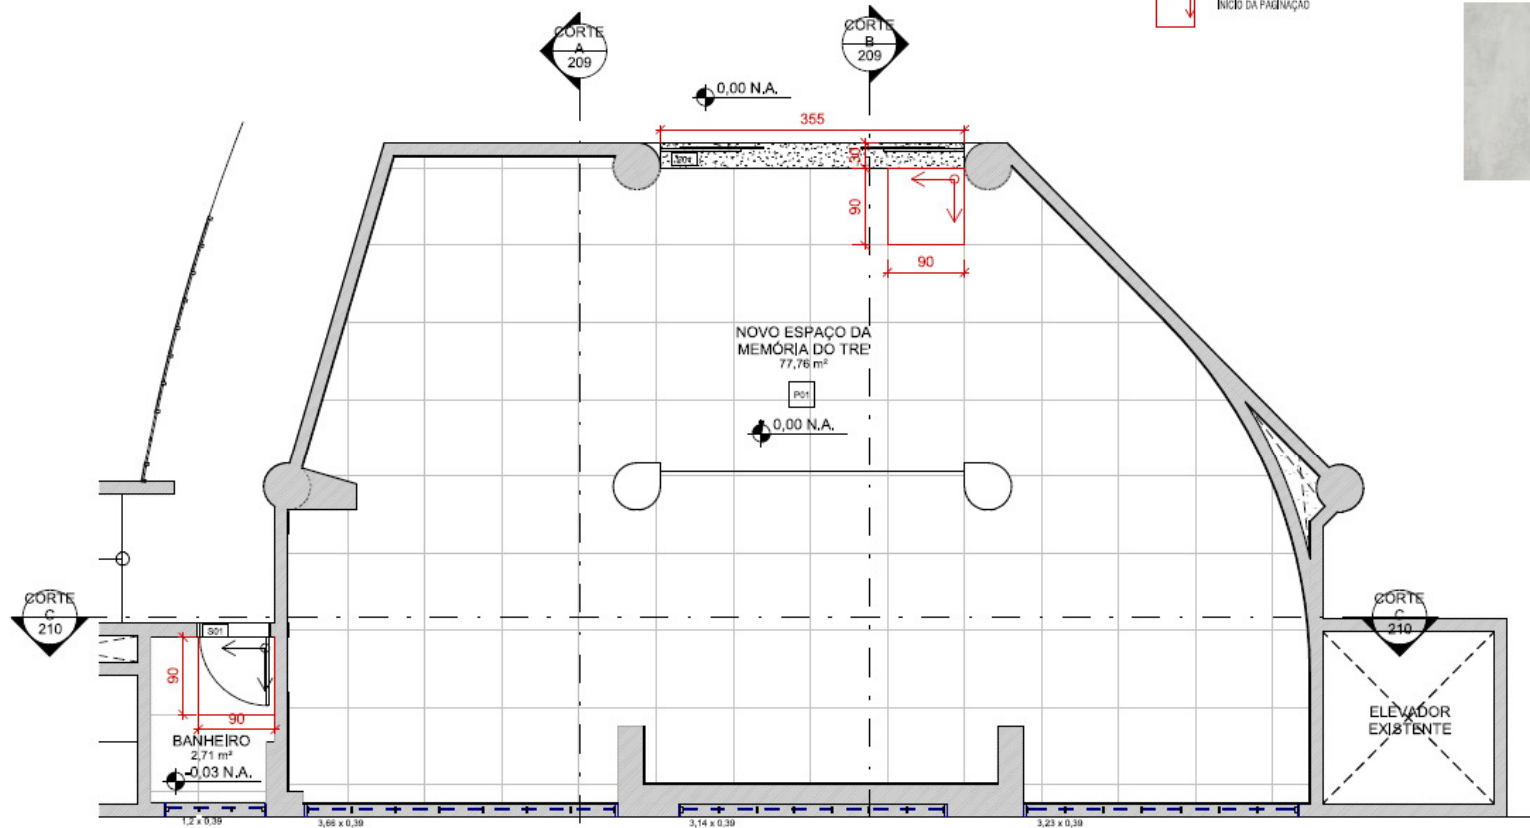 INÍCIO DA PAGINAÇÃO
CORTE
A
209
CORTE
B
209
0,00 N.A.
355
30
90
90
NOVO ESPAÇO DA
MEMÓRIA DO TRE
77,76 m²
P01
0,00 N.A.
CORTE
C
210
S01
90
90
BANHEIRO
2,71 m²
-0,03 N.A.
CORTE
C
210
ELEVADOR
EXISTENTE
1,2 x 0,39
3,66 x 0,39
3,14 x 0,39
3,23 x 0,39